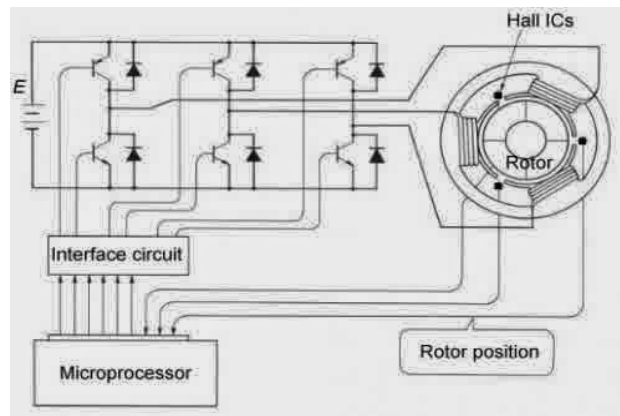 Hall ICs
E
Rotor
Interface circuit
Rotor position
Microprocessor